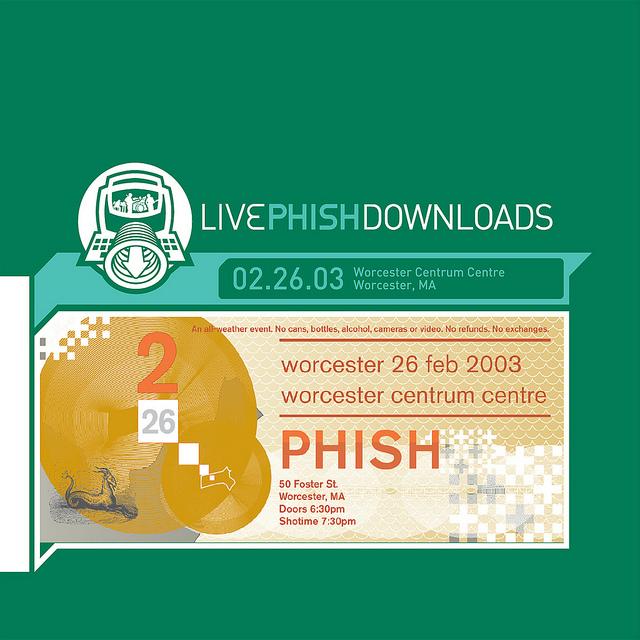 LIVEPHISHDOWNLOADS
02.26.03
Worcester Centrum Centre
Worcester, MA
An all-weather event. No cans, bottles, alcohol, cameras or video. No refunds. No exchanges.
2
26
worcester 26 feb 2003
worcester centrum centre
PHISH
50 Foster St.
Worcester, MA
Doors 6:30pm
Shotime 7:30pm